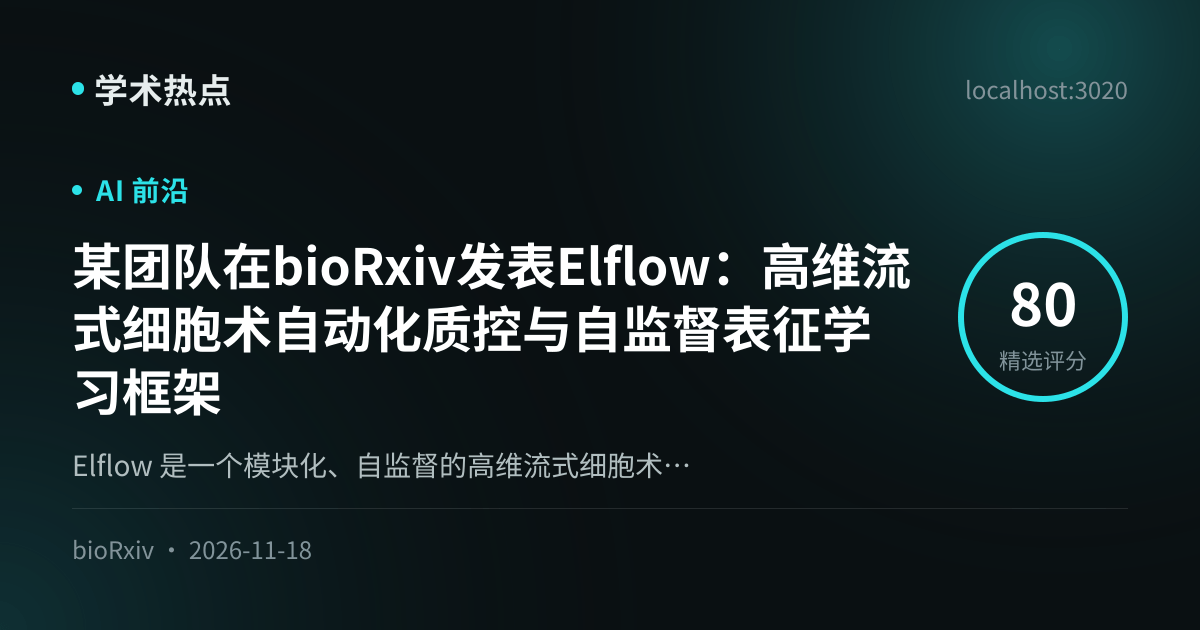 学术热点
localhost:3020
AI 前沿
某团队在bioRxiv发表Elflow：高维流
式细胞术自动化质控与自监督表征学
习框架
80
精选评分
Elflow 是一个模块化、自监督的高维流式细胞术…
bioRxiv · 2026-11-18